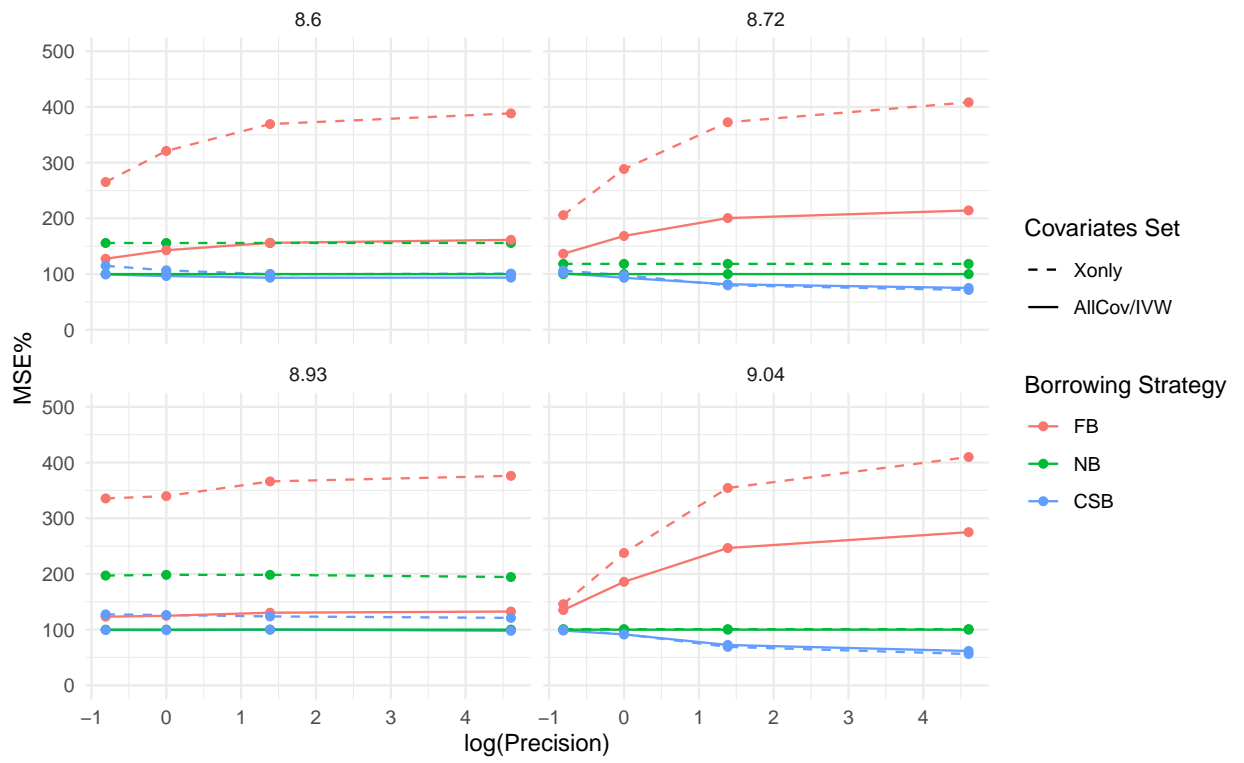 8.6
8.72
500
400
300
200
100
0
8.93
9.04
500
400
300
200
100
0
−1 0 1 2 3 4
−1 0 1 2 3 4
MSE%
log(Precision)
Covariates Set
Xonly
AllCov/IVW
Borrowing Strategy
FB
NB
CSB